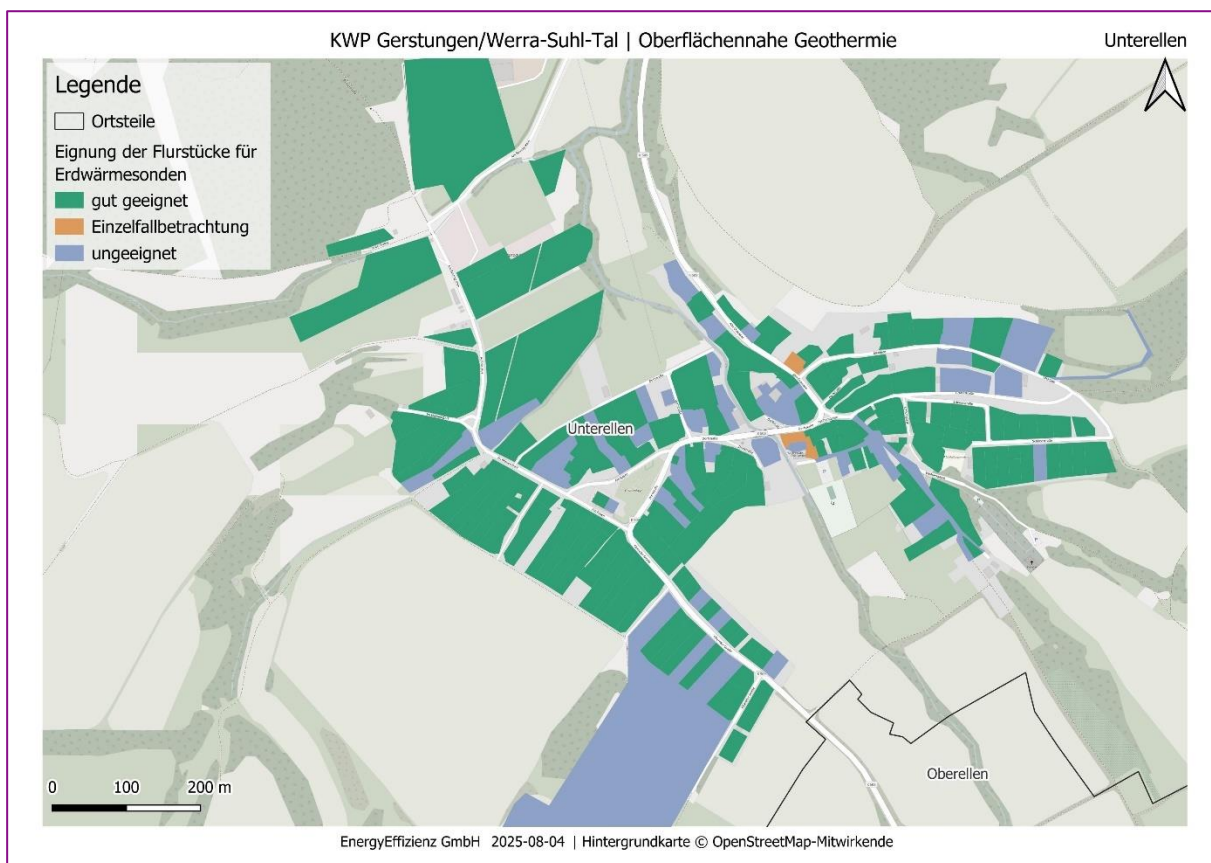 KWP Gerstungen/Werra-Suhl-Tal | Oberflächennahe Geothermie
Unterellen
Legende
Ortsteile
Eignung der Flurstücke für
Erdwärmesonden
gut geeignet
Einzelfallbetrachtung
ungeeignet
Unterellen
Oberellen
0 100 200 m
EnergyEffizienz GmbH 2025-08-04 | Hintergrundkarte © OpenStreetMap-Mitwirkende